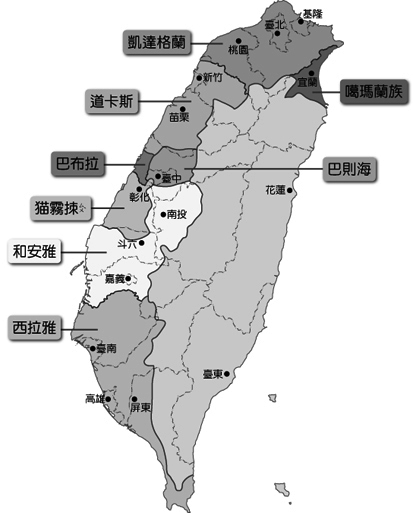 基隆
臺北
凱達格蘭
桃園
新竹
宜蘭
噶瑪蘭族
道卡斯
苗栗
巴布拉
臺中
巴則海
彰化
花蓮
猫霧捒
南投
斗六
和安雅
嘉義
西拉雅
臺南
臺東
高雄
屏東